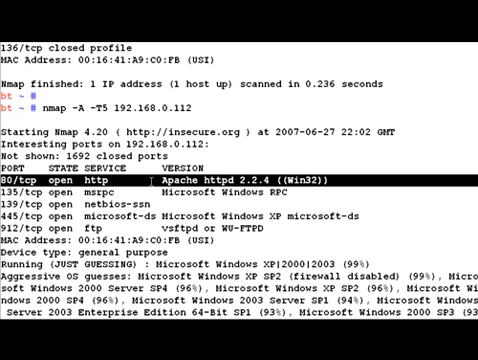 136/tcp closed profile
MAC Address: 00:16:41:A9:C0:FB (USI)
Nmap finished: 1 IP address (1 host up) scanned in 0.236 seconds
bt ~ #
bt ~ # nmap -A -T5 192.168.0.112
Starting Nmap 4.20 ( http://insecure.org ) at 2007-06-27 22:02 GMT
Interesting ports on 192.168.0.112:
Not shown: 1692 closed ports
PORT STATE SERVICE VERSION
80/tcp open http Apache httpd 2.2.4 ((Win32))
135/tcp open msrpc Microsoft Windows RPC
139/tcp open netbios-ssn
445/tcp open microsoft-ds Microsoft Windows XP microsoft-ds
912/tcp open ftp vsftpd or WU-FTPD
MAC Address: 00:16:41:A9:C0:FB (USI)
Device type: general purpose
Running (JUST GUESSING) : Microsoft Windows XP|2000|2003 (99%)
Aggressive OS guesses: Microsoft Windows XP SP2 (firewall disabled) (99%), Micro
soft Windows 2000 Server SP4 (96%), Microsoft Windows XP SP2 (96%), Microsoft Wi
ndows 2000 SP4 (96%), Microsoft Windows 2003 Server SP1 (94%), Microsoft Windows
Server 2003 Enterprise Edition 64-Bit SP1 (93%), Microsoft Windows 2000 SP3 (93